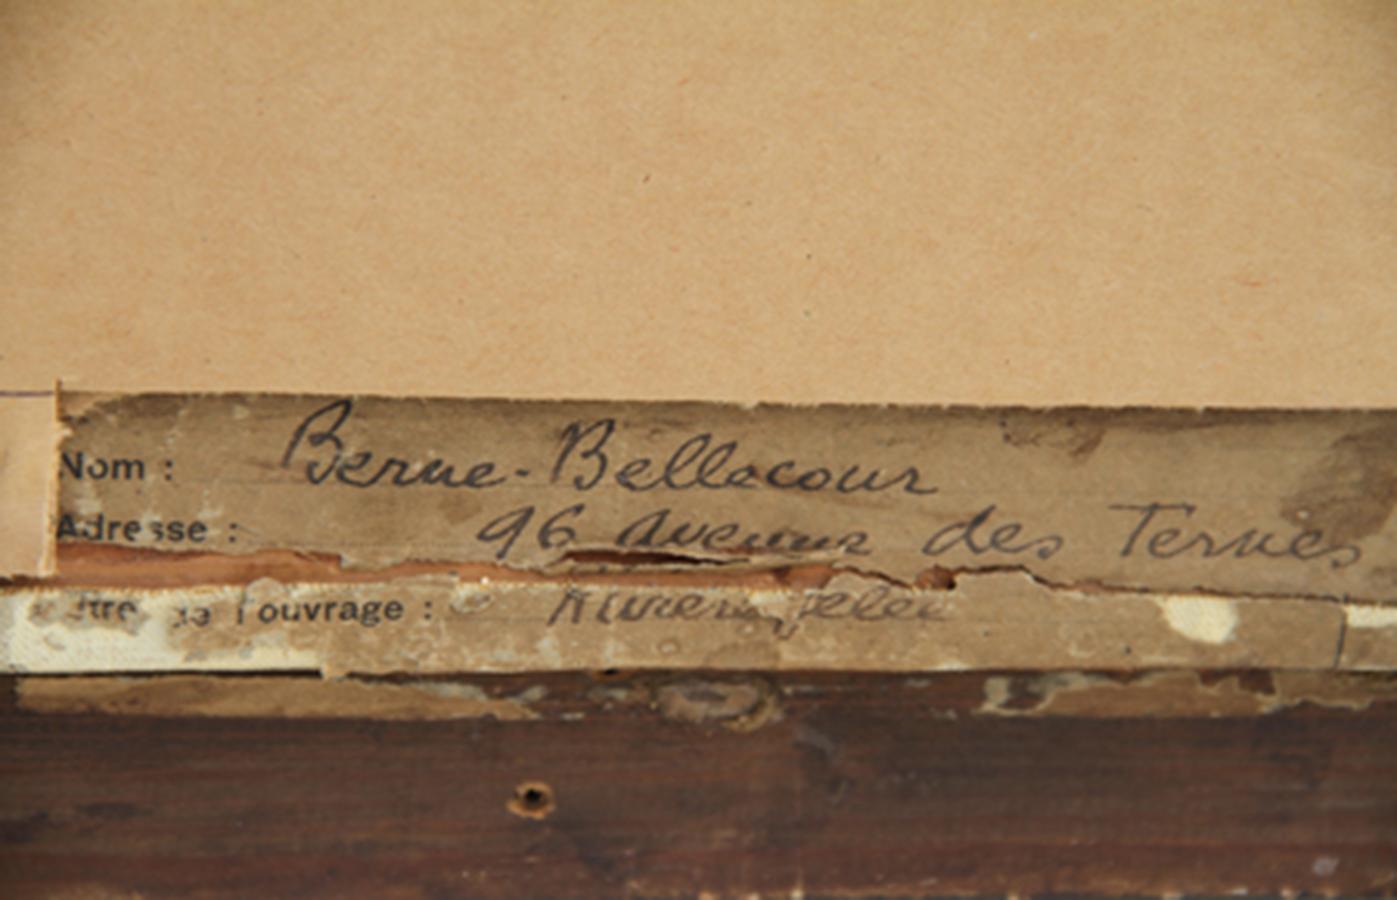 Nom : Berne-Bellecour
Adresse : 96 avenue des Ternes
l'ouvrage :